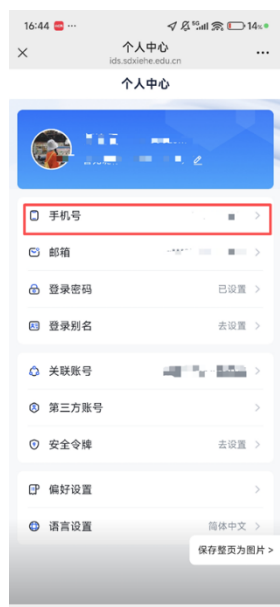 16:44 ···
14%
个人中心
ids.sdxiehe.edu.cn
个人中心
手机号
邮箱
登录密码 已设置
登录别名 去设置
关联账号
第三方账号
安全令牌 去设置
偏好设置
语言设置 简体中文
保存整页为图片 >